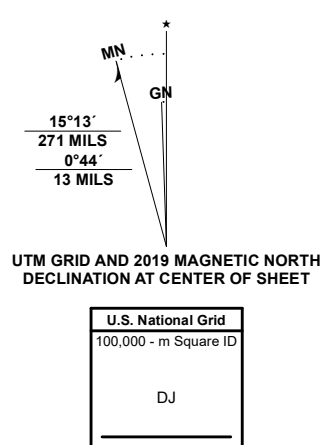 ★
MN
GN
15°13´
271 MILS
0°44´
13 MILS
UTM GRID AND 2019 MAGNETIC NORTH
DECLINATION AT CENTER OF SHEET
U.S. National Grid
100,000 - m Square ID
DJ